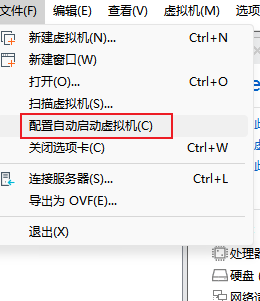 文件(F) 编辑(E) 查看(V) 虚拟机(M) 选项
新建虚拟机(N)... Ctrl+N
新建窗口(W)
打开(O)... Ctrl+O
扫描虚拟机(S)...
配置自动启动虚拟机(C)
关闭选项卡(C) Ctrl+W
连接服务器(S)... Ctrl+L
导出为 OVF(E)...
退出(X)
处理器
硬盘 (
网络适